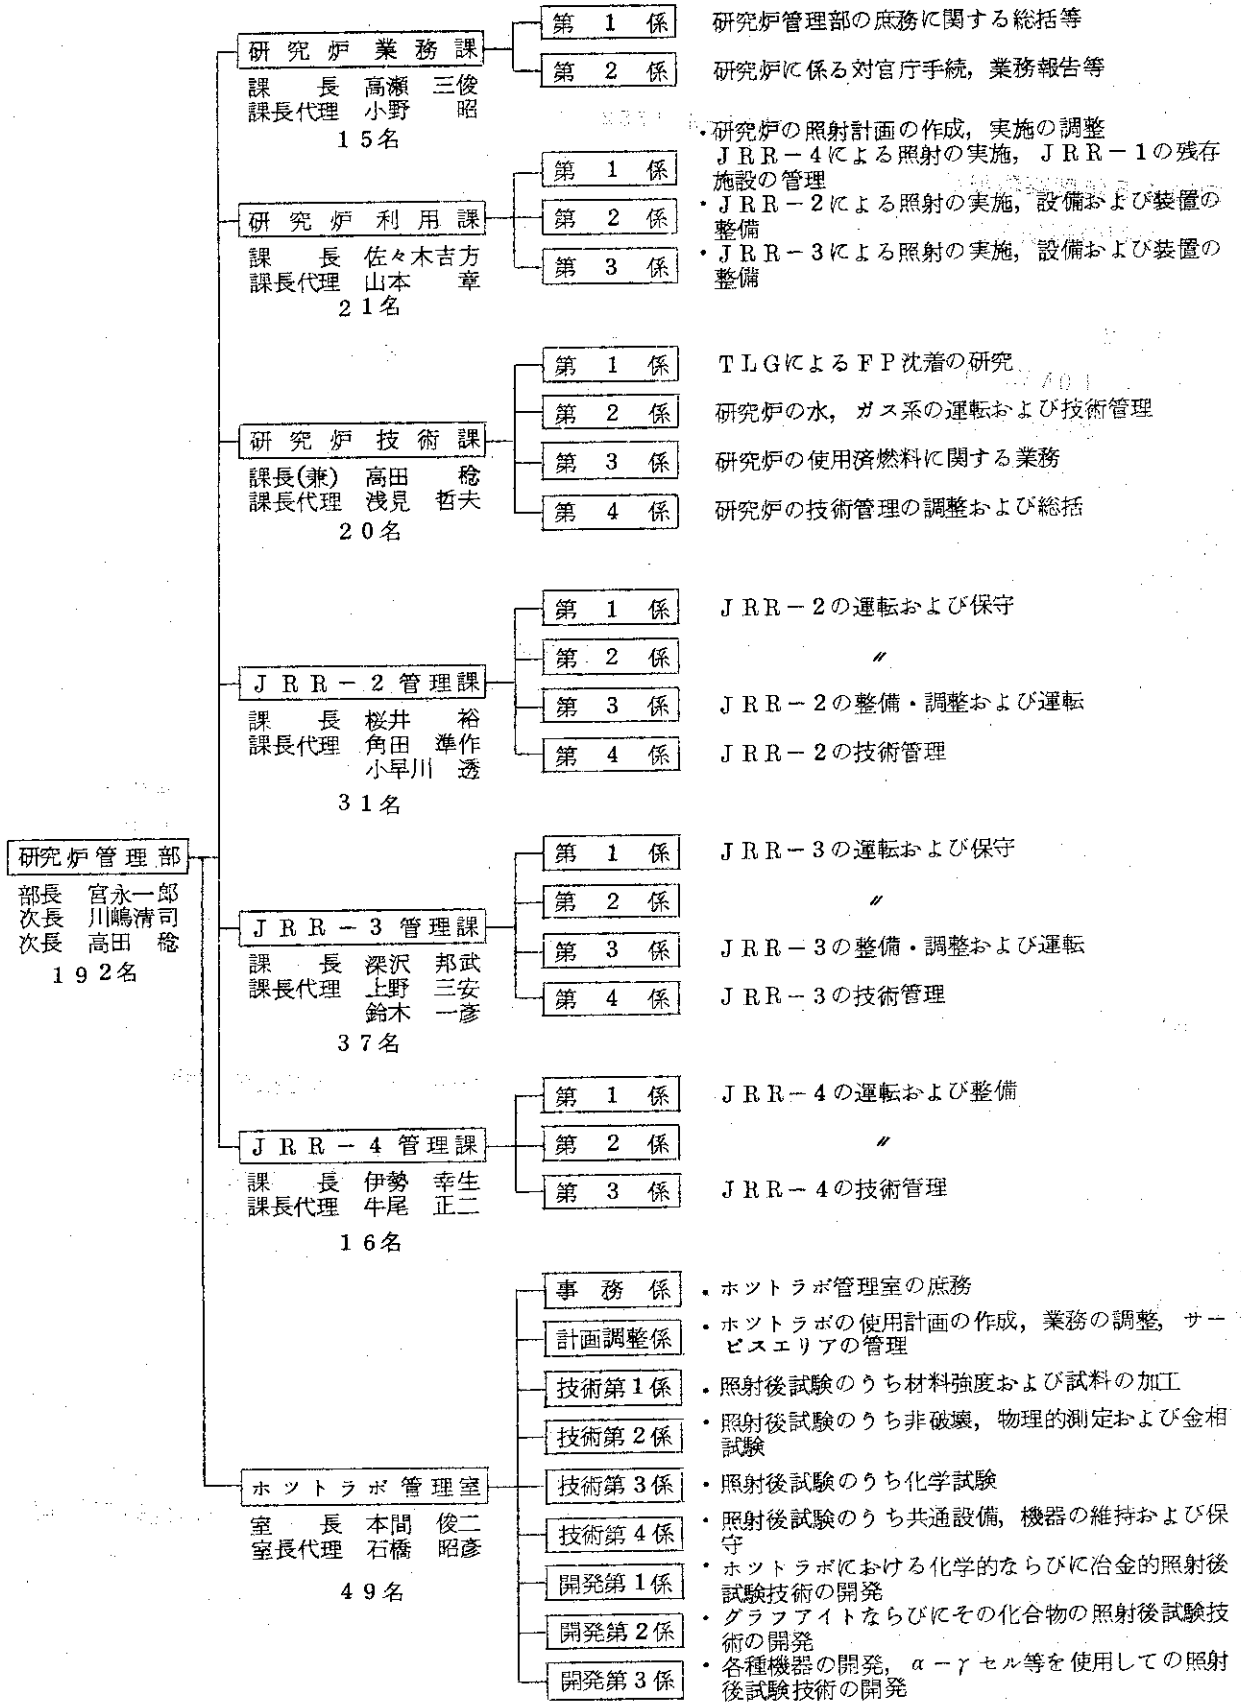 研究炉管理部
部長 宮永一郎
次長 川嶋清司
次長 高田 稔
192名
研究炉業務課
課長 高瀬 三俊
課長代理 小野 昭
15名
第1係 研究炉管理部の庶務に関する総括等
第2係 研究炉に係る対官庁手続,業務報告等
研究炉利用課
課長 佐々木吉方
課長代理 山本 章
21名
第1係
・研究炉の照射計画の作成,実施の調整
JRR-4による照射の実施,JRR-1の残存
施設の管理
第2係
・JRR-2による照射の実施,設備および装置の
整備
第3係
・JRR-3による照射の実施,設備および装置の
整備
研究炉技術課
課長(兼) 高田 稔
課長代理 浅見 哲夫
20名
第1係 TLGによるFP沈着の研究
第2係 研究炉の水,ガス系の運転および技術管理
第3係 研究炉の使用済燃料に関する業務
第4係 研究炉の技術管理の調整および総括
JRR-2管理課
課長 桜井 裕
課長代理 角田 準作
小早川 透
31名
第1係 JRR-2の運転および保守
第2係 〃
第3係 JRR-2の整備・調整および運転
第4係 JRR-2の技術管理
JRR-3管理課
課長 深沢 邦武
課長代理 上野 三安
鈴木 一彦
37名
第1係 JRR-3の運転および保守
第2係 〃
第3係 JRR-3の整備・調整および運転
第4係 JRR-3の技術管理
JRR-4管理課
課長 伊勢 幸生
課長代理 牛尾 正二
16名
第1係 JRR-4の運転および整備
第2係 〃
第3係 JRR-4の技術管理
ホットラボ管理室
室長 本間 俊二
室長代理 石橋 昭彦
49名
事務係 ・ホットラボ管理室の庶務
計画調整係 ・ホットラボの使用計画の作成,業務の調整,サー
ビスエリアの管理
技術第1係 ・照射後試験のうち材料強度および試料の加工
技術第2係 ・照射後試験のうち非破壊,物理的測定および金相
試験
技術第3係 ・照射後試験のうち化学試験
技術第4係 ・照射後試験のうち共通設備,機器の維持および保
守
開発第1係 ・ホットラボにおける化学的ならびに冶金的照射後
試験技術の開発
開発第2係 ・グラフアイトならびにその化合物の照射後試験技
術の開発
開発第3係 ・各種機器の開発,α-γセル等を使用しての照射
後試験技術の開発